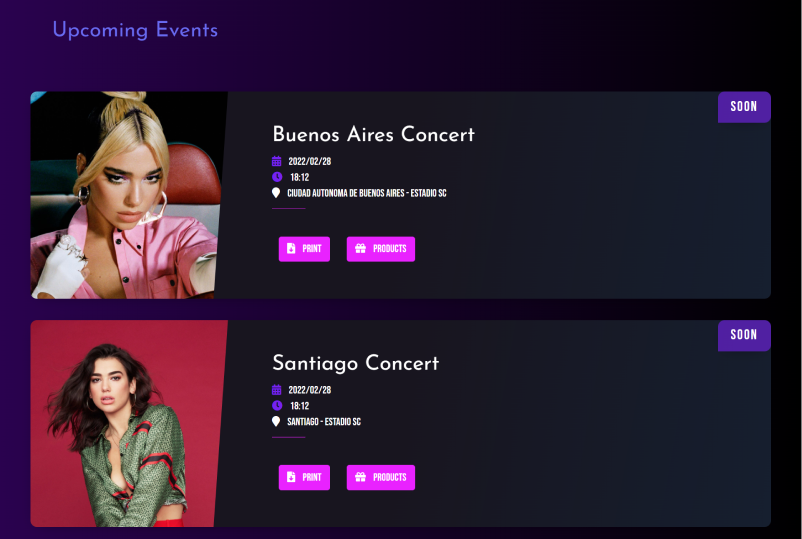 Upcoming Events
SOON
Buenos Aires Concert
2022/02/28
18:12
CIUDAD AUTONOMA DE BUENOS AIRES - ESTADIO SC
PRINT
PRODUCTS
SOON
Santiago Concert
2022/02/28
18:12
SANTIAGO - ESTADIO SC
PRINT
PRODUCTS